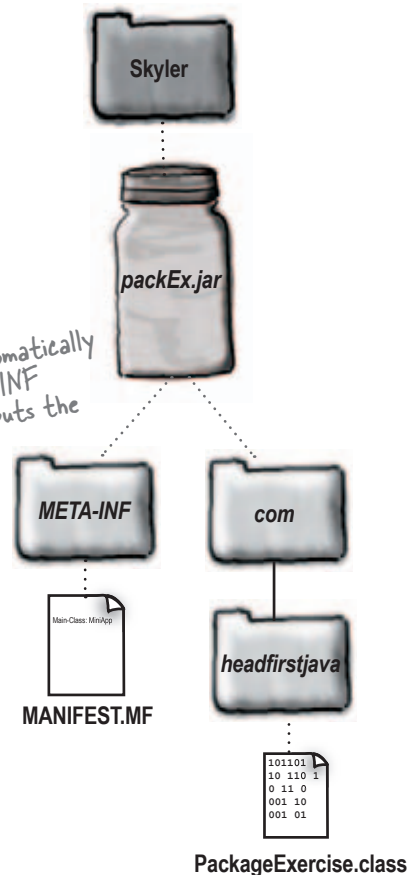 Skyler
packEx.jar
omatically
INF
uts the
META-INF
com
Main-Class: MiniApp
headfirstjava
MANIFEST.MF
101101
10 110 1
0 11 0
001 10
001 01
PackageExercise.class